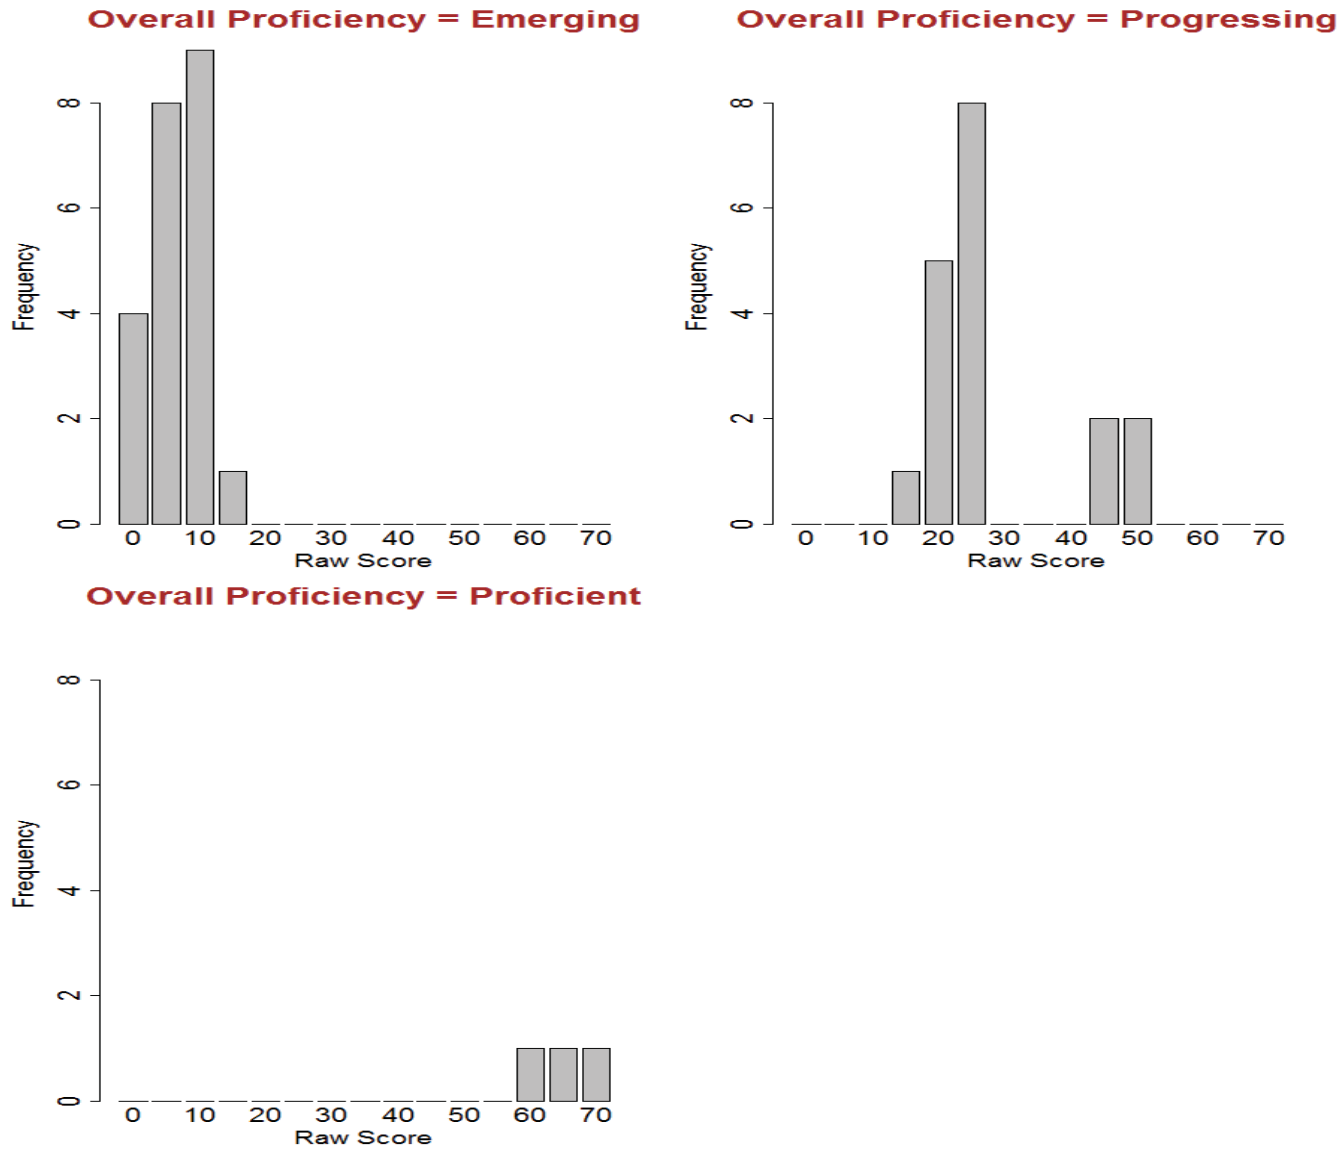 Overall Proficiency = Emerging
8
6
4
2
0
Frequency
0 10 20 30 40 50 60 70
Raw Score
Overall Proficiency = Progressing
8
6
4
2
0
Frequency
0 10 20 30 40 50 60 70
Raw Score
Overall Proficiency = Proficient
8
6
4
2
0
Frequency
0 10 20 30 40 50 60 70
Raw Score